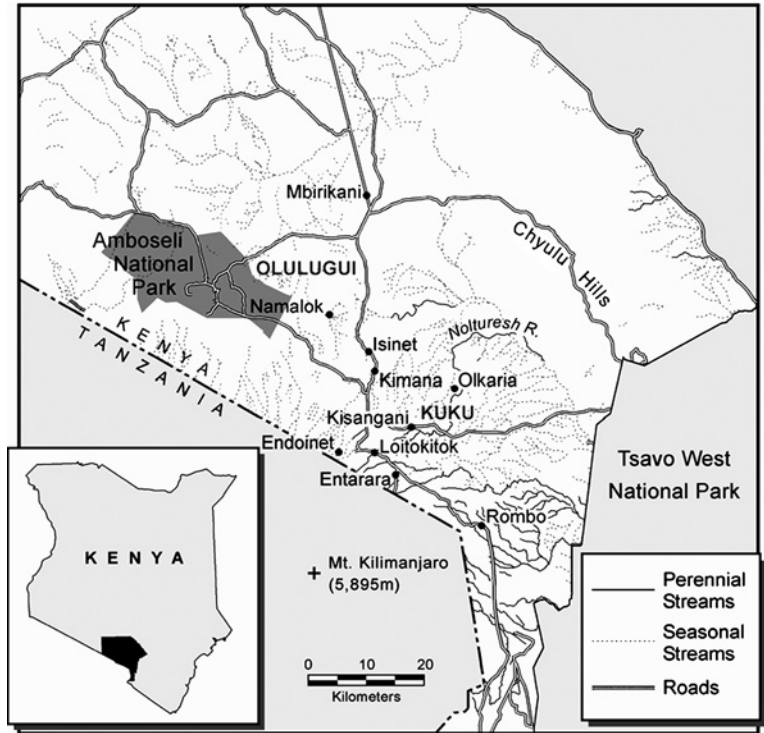 Mbirikani
Chyulu
Hills
Amboseli
National
Park
OLULUGUI
Namalok
Nolturesh R.
KENYA
TANZANIA
Isinet
Kimana
Olkaria
Kisangani
KUKU
Endoinet
Loitokitok
Entarara
Tsavo West
National Park
Rombo
Mt. Kilimanjaro
(5,895m)
KENYA
0 10 20
Kilometers
Perennial
Streams
Seasonal
Streams
Roads